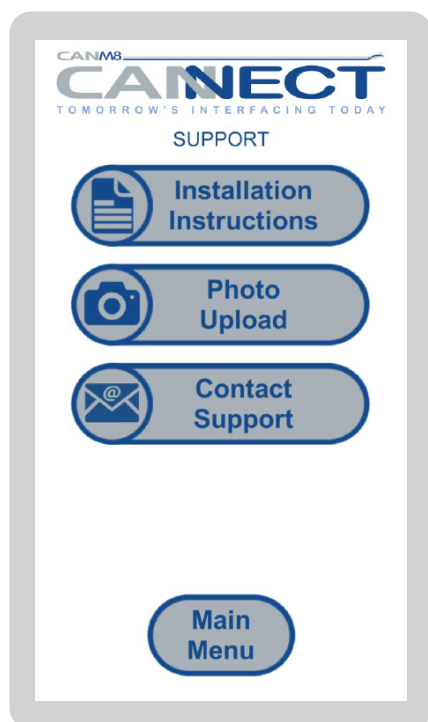 CANM8
CANNECT
TOMORROW'S INTERFACING TODAY
SUPPORT
Installation
Instructions
Photo
Upload
@
Contact
Support
Main
Menu